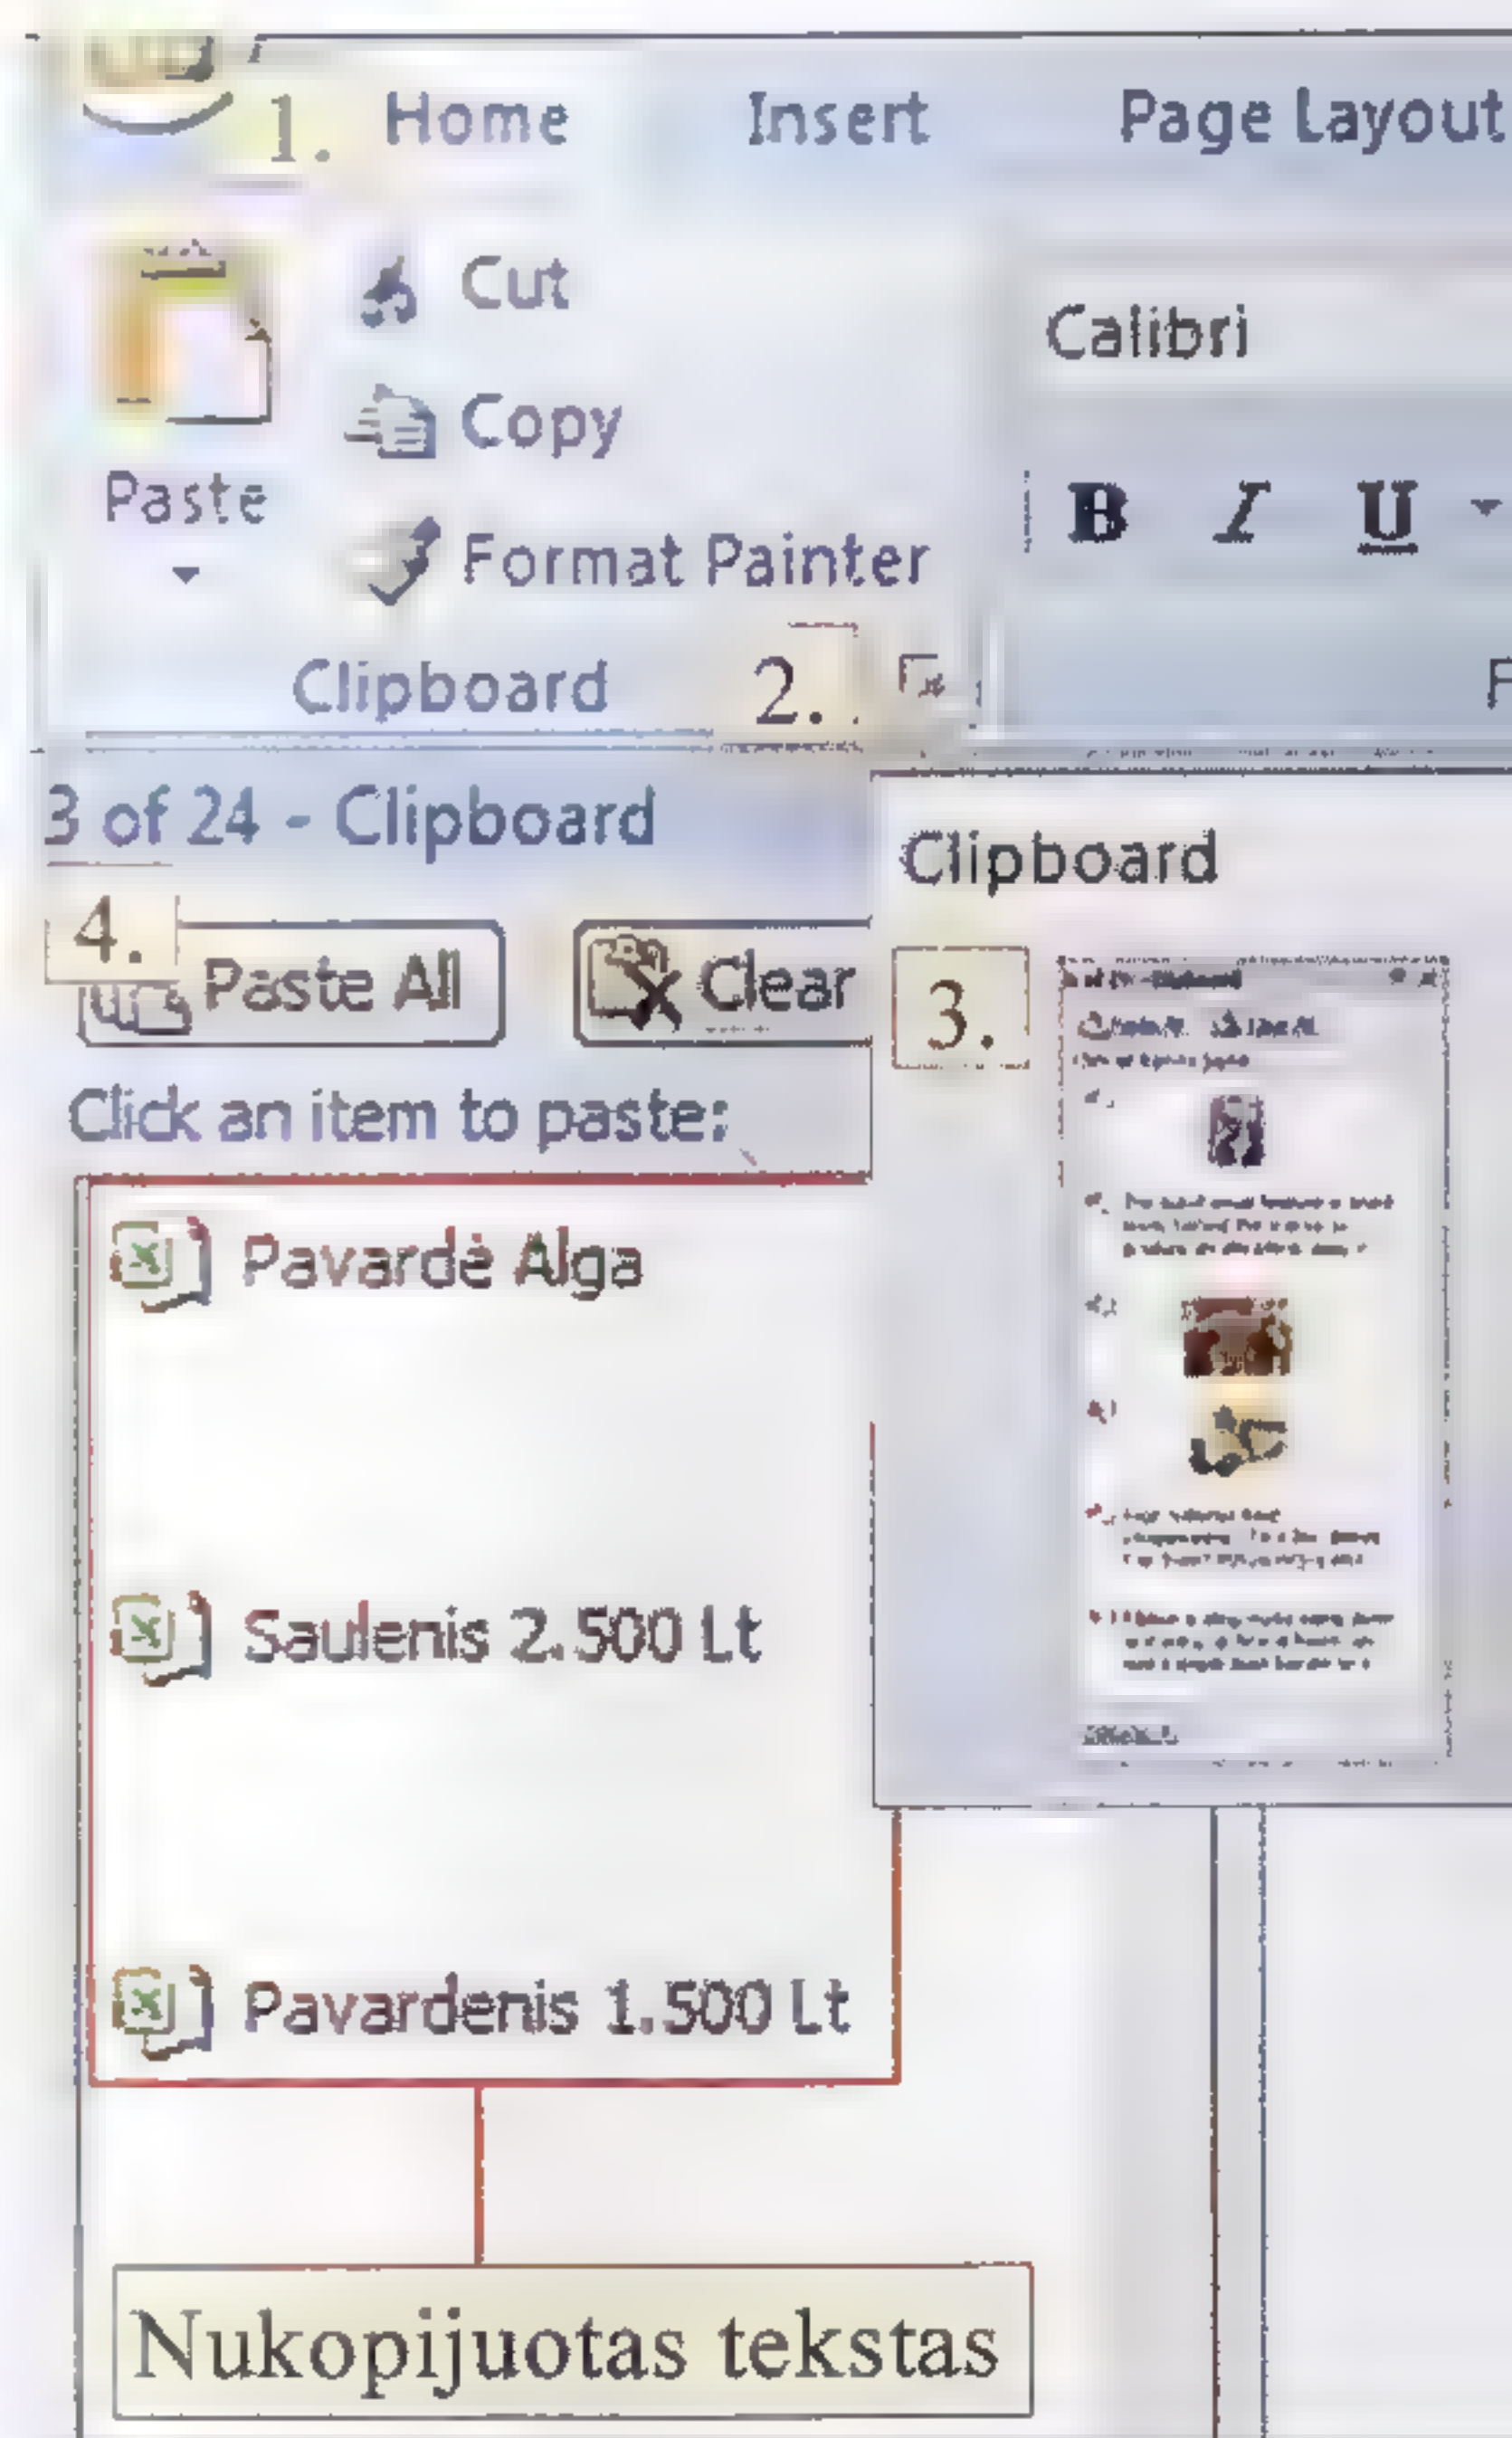 1. Home Insert Page Layout
Cut
Calibri
Copy
Paste
B I U
Format Painter
Clipboard 2.
3 of 24 - Clipboard
Clipboard
4.
Paste All Clear
3.
Click an item to paste:
Pavardė Alga
Saulenis 2.500 Lt
Pavardenis 1.500 Lt
Nukopijuotas tekstas